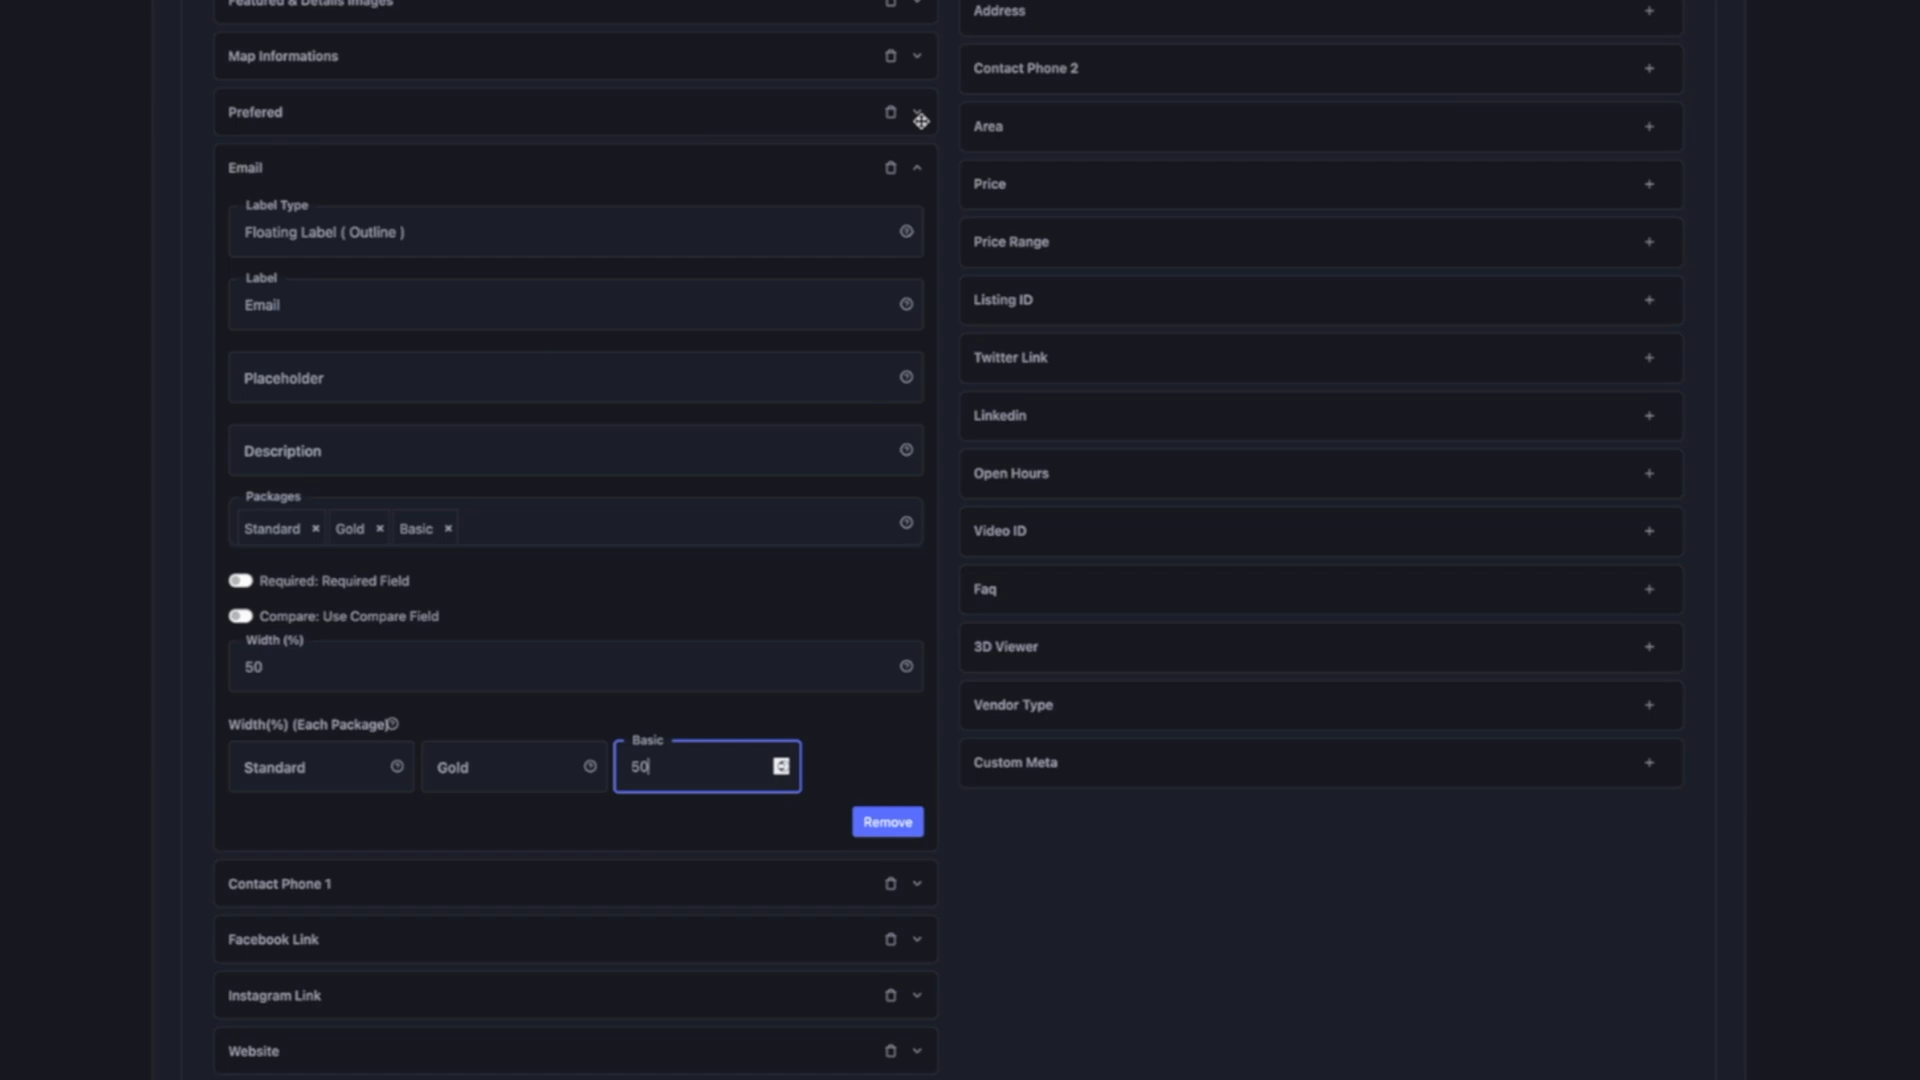 Featured & Details Images
Map Informations
Prefered
Email
Label Type
Floating Label ( Outline )
Label
Email
Placeholder
Description
Packages
Standard × Gold × Basic ×
Required: Required Field
Compare: Use Compare Field
Width (%)
50
Width(%) (Each Package)
Standard
Gold
Basic
50
Remove
Contact Phone 1
Facebook Link
Instagram Link
Website
Address
Contact Phone 2
Area
Price
Price Range
Listing ID
Twitter Link
Linkedin
Open Hours
Video ID
Faq
3D Viewer
Vendor Type
Custom Meta